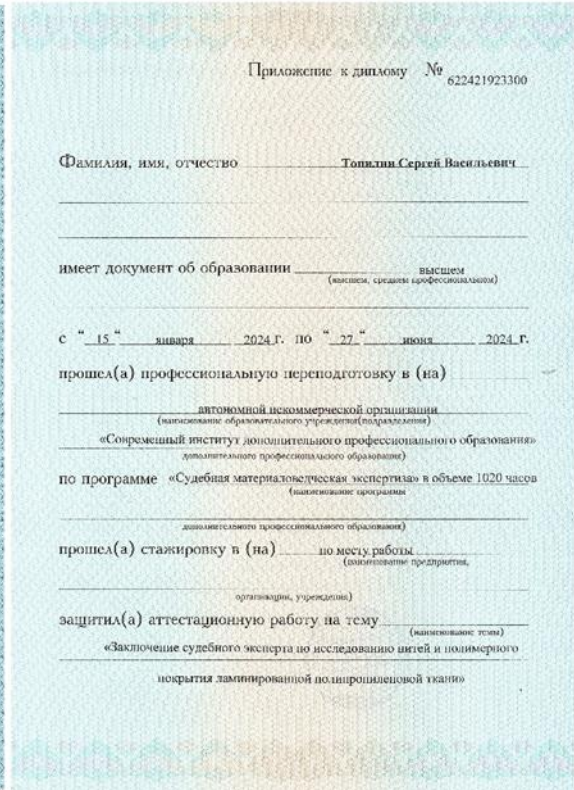 Приложение к диплому № 622421923300
Фамилия, имя, отчество Топилин Сергей Васильевич
имеет документ об образовании высшем
(высшем, среднем профессиональном)
с "15" января 2024 г. по "27" июня 2024 г.
прошел(а) профессиональную переподготовку в (на)
автономной некоммерческой организации
(наименование образовательного учреждения(подразделения)
«Современный институт дополнительного профессионального образования»
дополнительного профессионального образования)
по программе «Судебная материаловедческая экспертиза» в объеме 1020 часов
(наименование программы
дополнительного профессионального образования)
прошел(а) стажировку в (на) по месту работы
(наименование предприятия,
организации, учреждения)
защитил(а) аттестационную работу на тему
(наименование темы)
«Заключение судебного эксперта по исследованию нитей и полимерного
покрытия ламинированной полипропиленовой ткани»